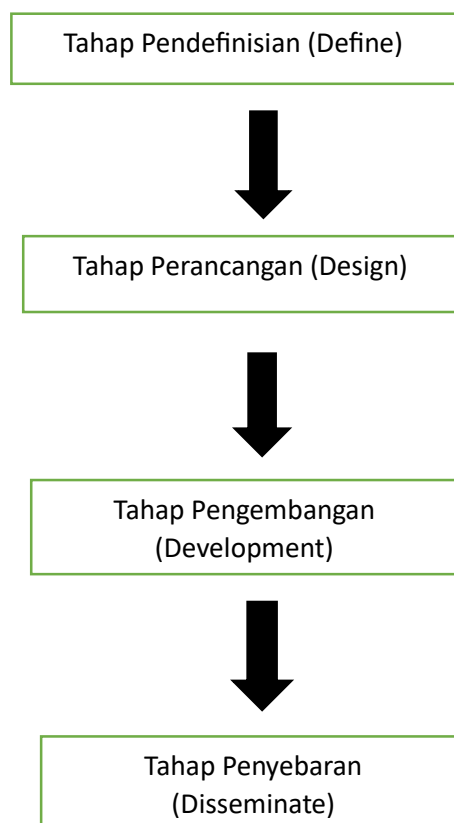 Tahap Pendefinisian (Define)
Tahap Perancangan (Design)
Tahap Pengembangan
(Development)
Tahap Penyebaran
(Disseminate)